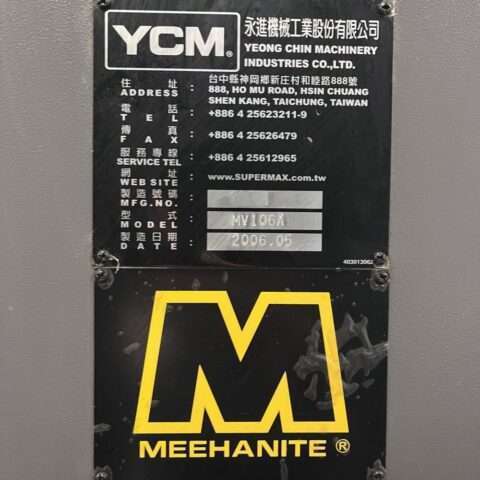 YCM® 永進機械工業股份有限公司
YEONG CHIN MACHINERY
INDUSTRIES CO.,LTD.
住 址 台中縣神岡鄉新庄村和睦路888號
ADDRESS 888, HO MU ROAD, HSIN CHUANG
SHEN KANG, TAICHUNG, TAIWAN
電 話
TEL +886 4 25623211-9
傳 真
FAX +886 4 25626479
服務專線
SERVICE TEL +886 4 25612965
網 址
WEB SITE www.SUPERMAX.com.tw
製造號碼
MFG.NO.
型 式
MODEL MV106A
製造日期
DATE 2006.05
M
MEEHANITE®